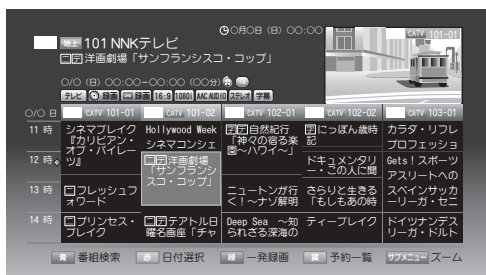 ○月○日（日）○○:○○
CATV 101-01
地上 101 NNKテレビ
二字洋画劇場「サンフランシスコ・コップ」
○/○（日）○○:○○-○○:○○（○○分）
テレビ 録画 録画 16:9 1080i AAC AUDIO ステレオ 字幕
○/○ 日 CATV 101-01 CATV 101-02 CATV 102-01 CATV 102-02 CATV 103-01
11 時 シネマブレイク『カリビアン・オブ・バイレーツ』
Hollywood Week シネマコンシェ
字自然紀行「神々の宿る楽園〜ハワイ〜」
字にっぽん歳時記
カラダ・リフレ プロフェッショ
12 時
二字洋画劇場「サンフランシスコ・コップ」
ドキュメンタリー・この人に聞
Gets！スポーツ アスリートへの
13 時 二フレッシュフォワード
ニュートンが行く！〜ナゾ解明
さらりと生きる「もしもあの時
スペインサッカーリーガ・セニ
14 時 二プリンセス・ブレイク
二字テアトル日曜名画座「チャ
Deep Sea 〜知られざる深海の
ティーブレイク
ドイツナンデスリーガ・ドルト
青 番組検索 赤 日付選択 緑 一発録画 黄 予約一覧 サブメニュー ズーム